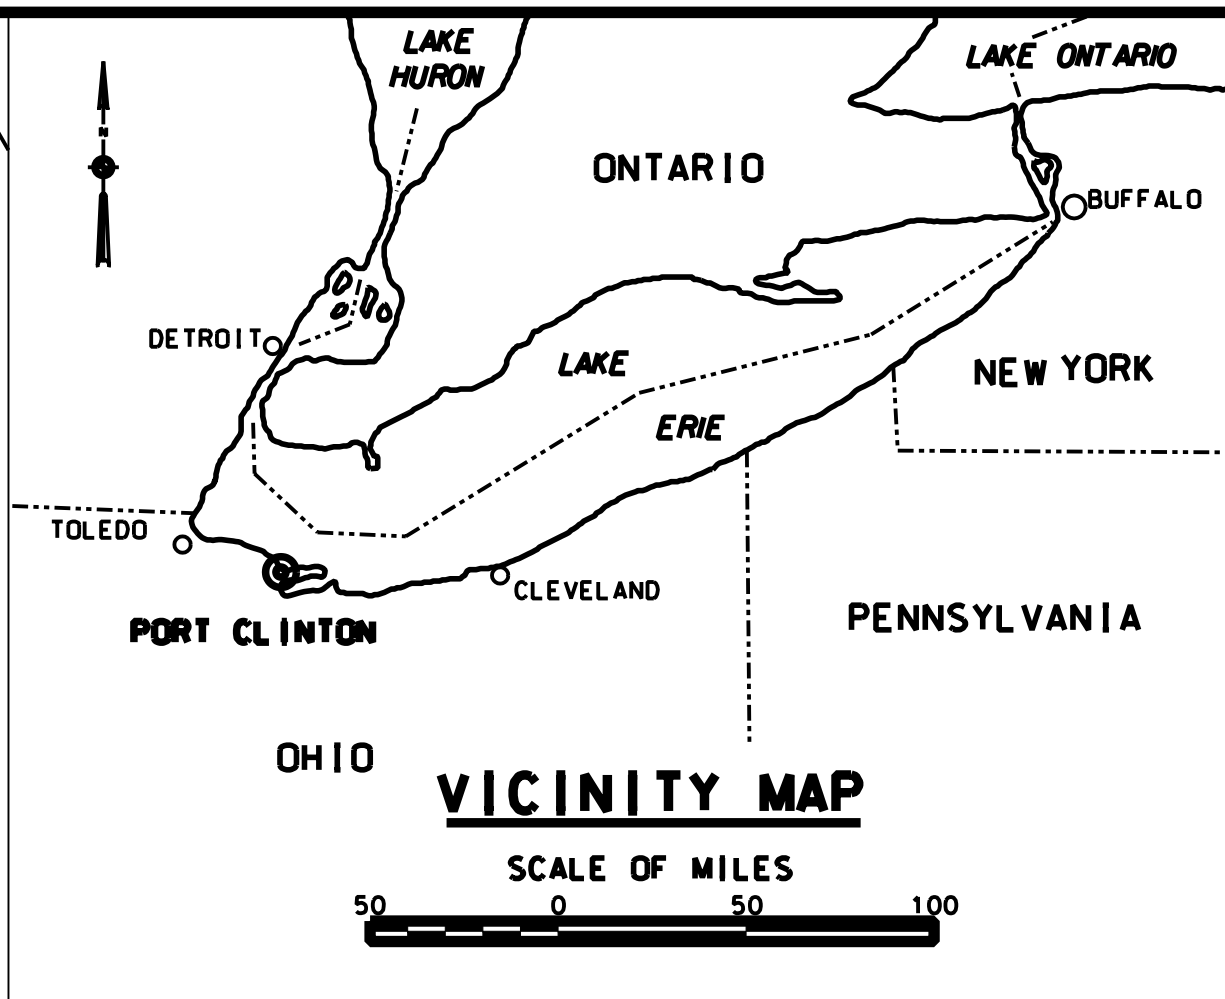 LAKE
HURON
LAKE ONTARIO
N
ONTARIO
BUFFALO
DETROIT
LAKE
ERIE
NEW YORK
TOLEDO
CLEVELAND
PORT CLINTON
PENNSYLVANIA
OHIO
VICINITY MAP
SCALE OF MILES
50 0 50 100